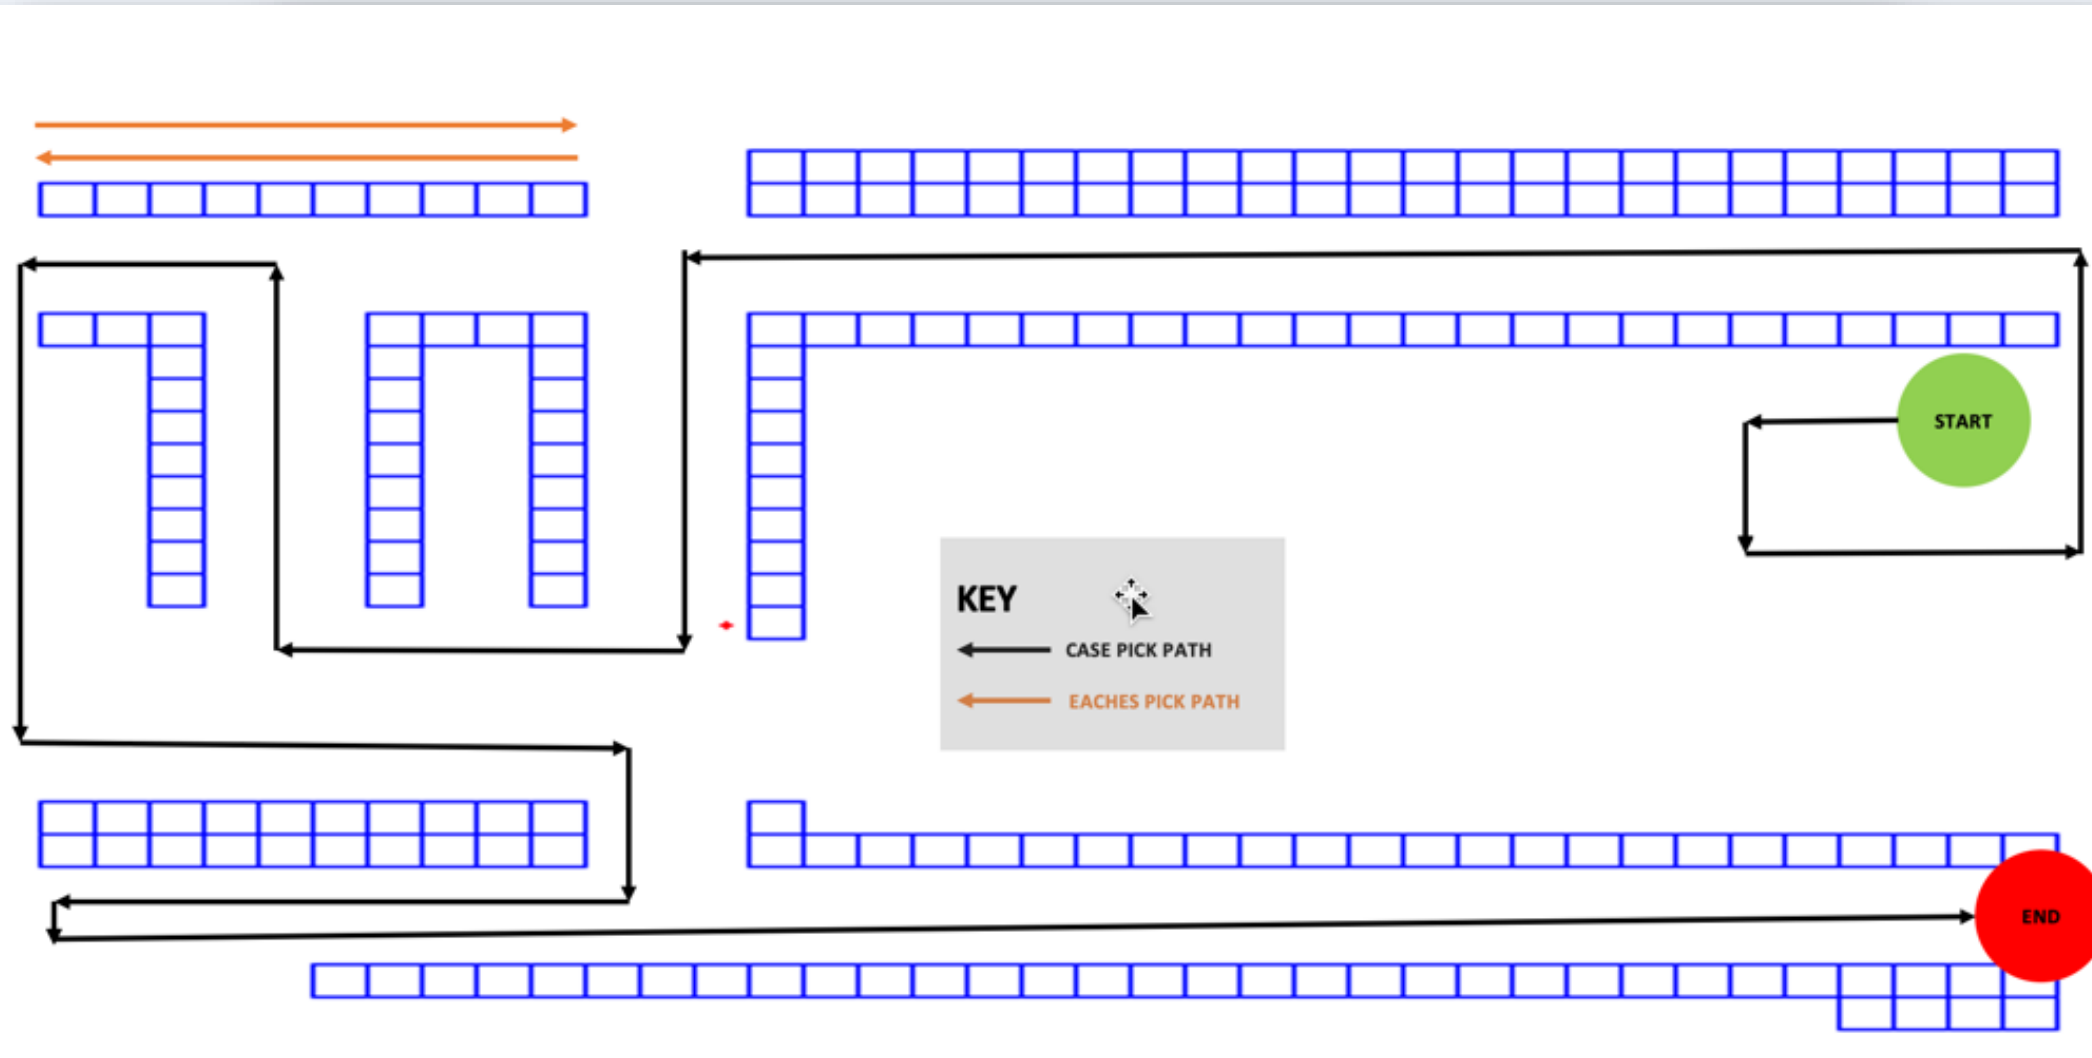 START
KEY
CASE PICK PATH
EACHES PICK PATH
END